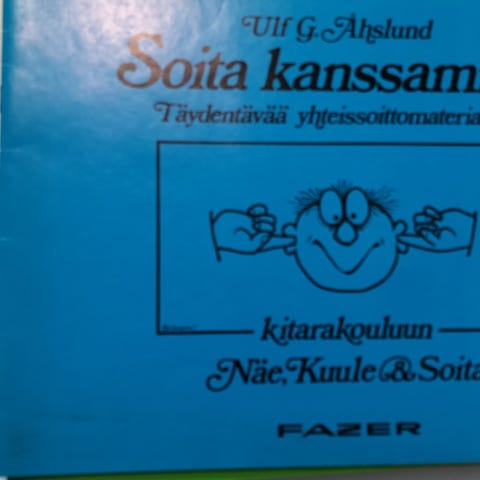 Ulf G. Åhslund
Soita kanssam
Täydentävää yhteissoittomateria
kitarakouluun
Näe, Kuule & Soita
FAZER